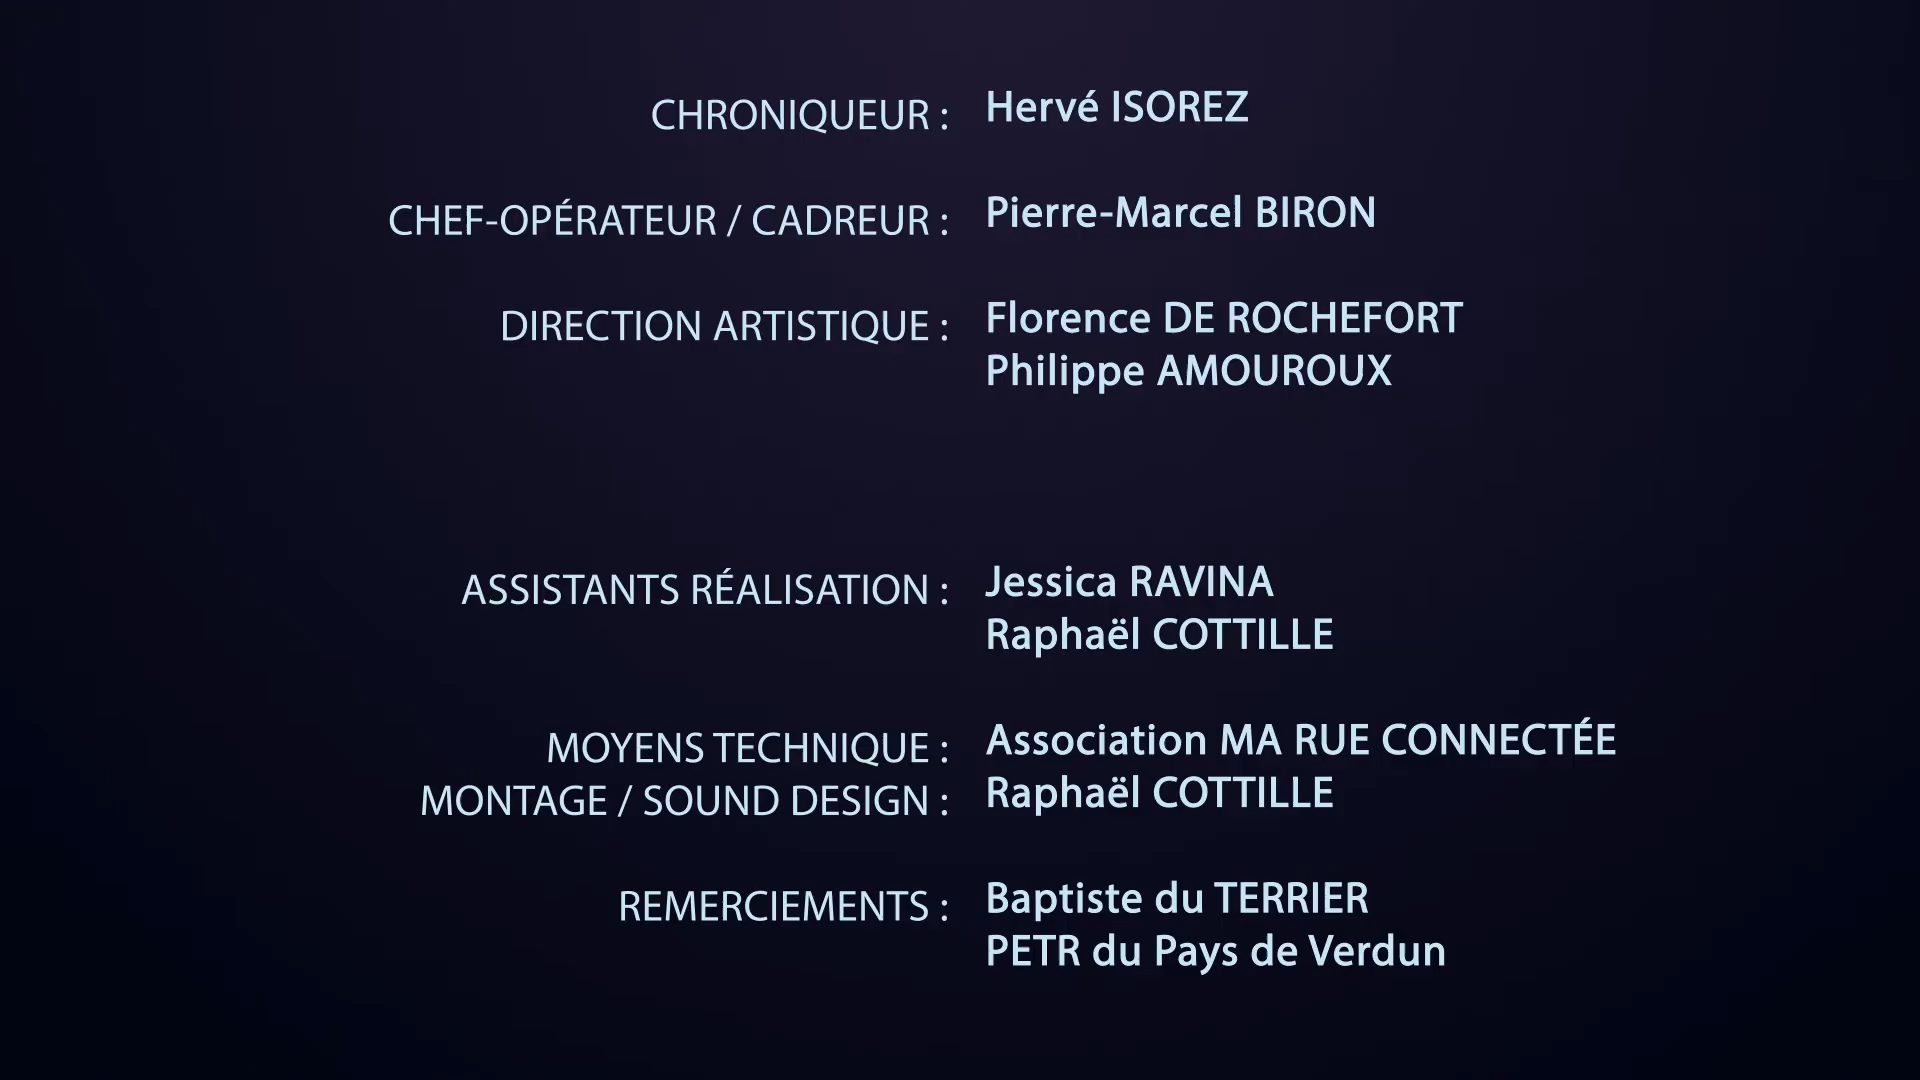 CHRONIQUEUR : Hervé ISOREZ
CHEF-OPÉRATEUR / CADREUR : Pierre-Marcel BIRON
DIRECTION ARTISTIQUE : Florence DE ROCHEFORT
Philippe AMOUROUX
ASSISTANTS RÉALISATION : Jessica RAVINA
Raphaël COTTILLE
MOYENS TECHNIQUE : Association MA RUE CONNECTÉE
MONTAGE / SOUND DESIGN : Raphaël COTTILLE
REMERCIEMENTS : Baptiste du TERRIER
PETR du Pays de Verdun